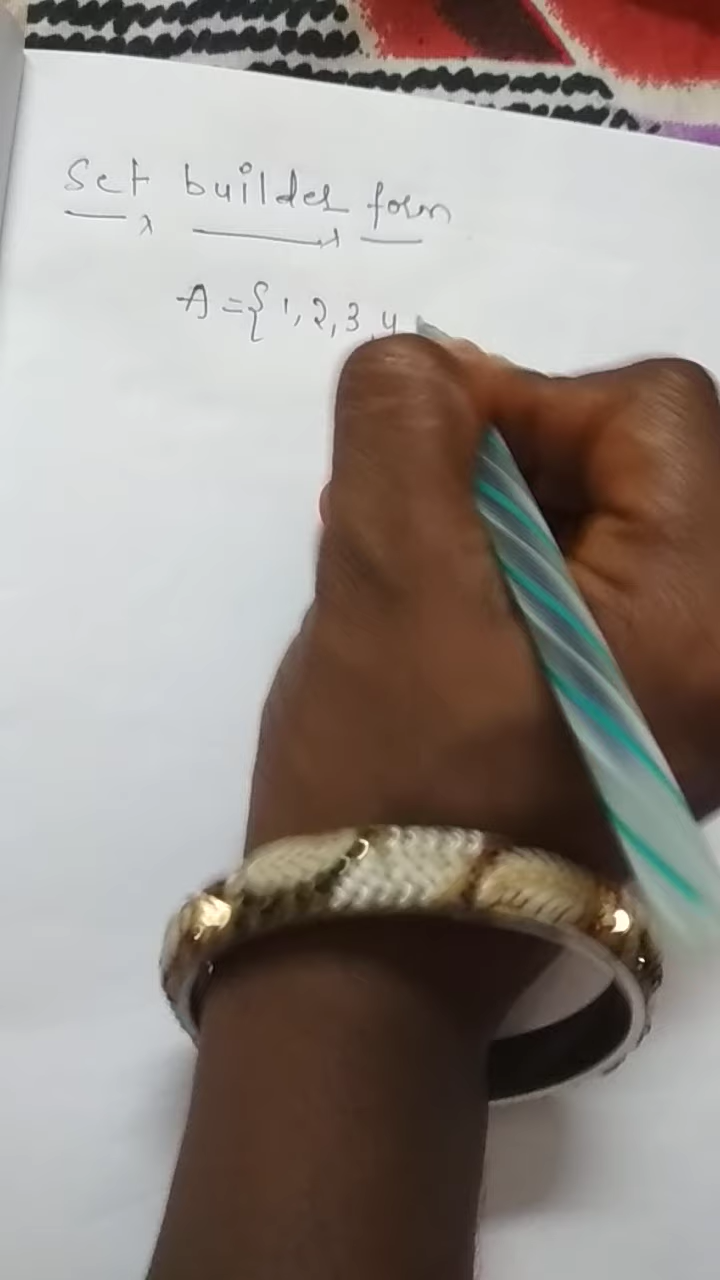 Set builder form
A = { 1, 2, 3, 4